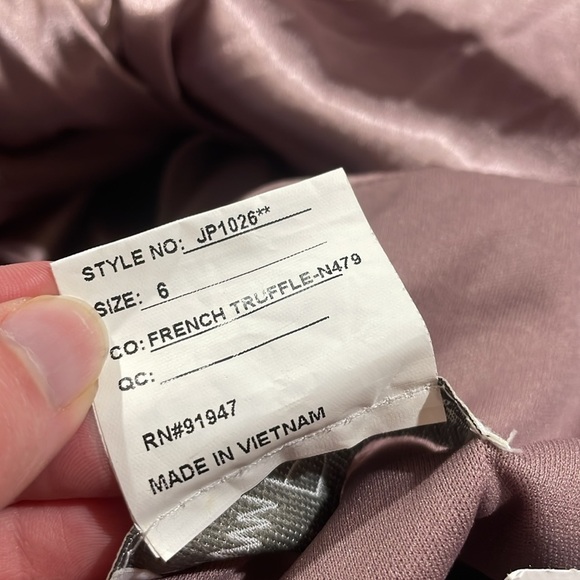 STYLE NO: JP1026**
SIZE: 6
CO: FRENCH TRUFFLE-N479
QC:
RN#91947
MADE IN VIETNAM